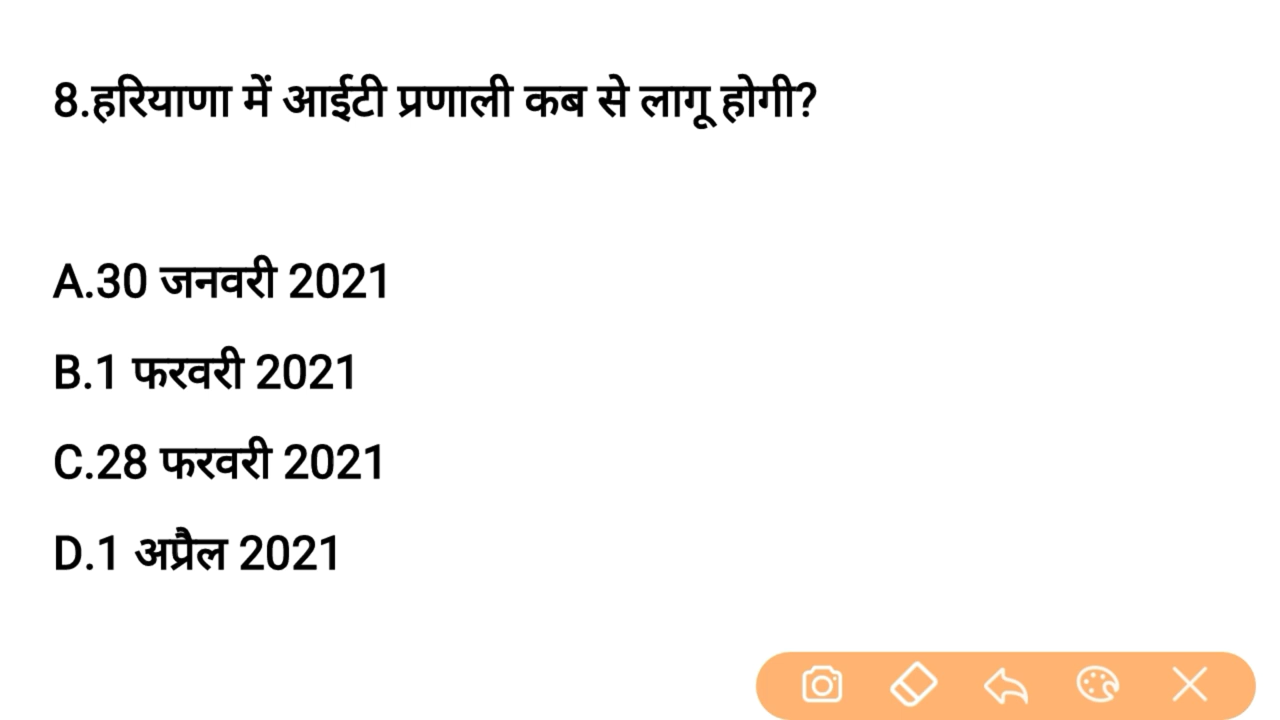 8.हरियाणा में आईटी प्रणाली कब से लागू होगी?
A.30 जनवरी 2021
B.1 फरवरी 2021
C.28 फरवरी 2021
D.1 अप्रैल 2021